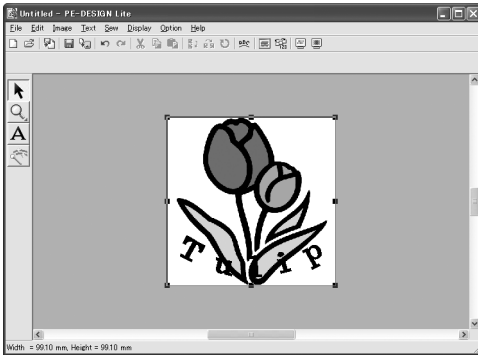 Untitled - PE-DESIGN Lite
File Edit Image Text Sew Display Option Help
A
Tulip
Width = 99.10 mm, Height = 99.10 mm